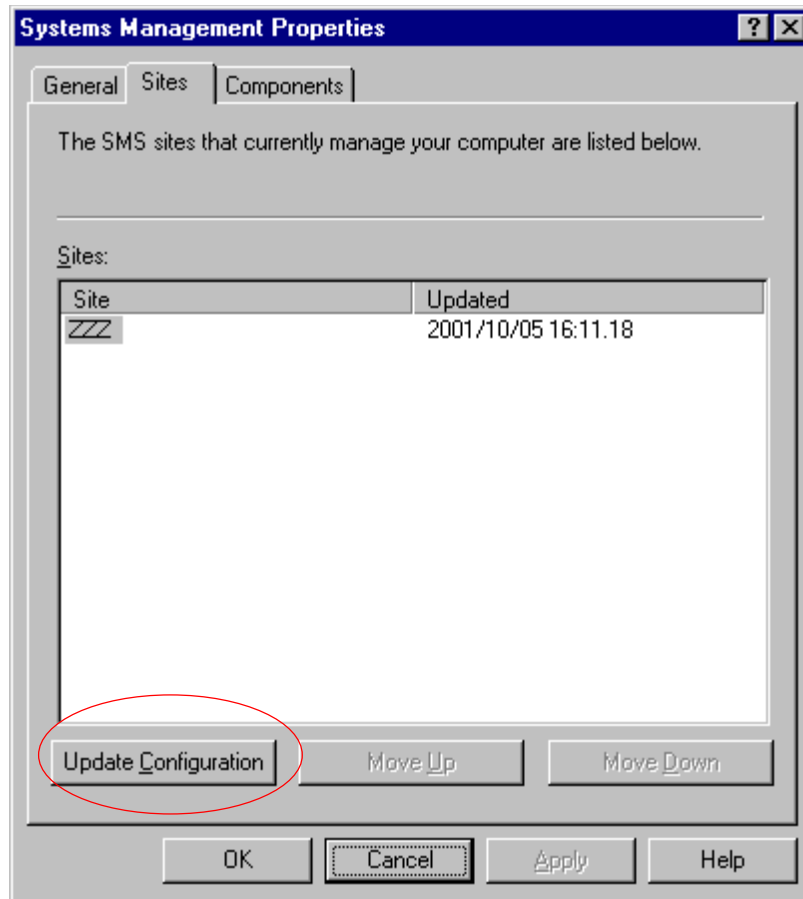 Systems Management Properties
General Sites Components
The SMS sites that currently manage your computer are listed below.
Sites:
Site Updated
ZZZ 2001/10/05 16:11.18
Update Configuration Move Up Move Down
OK Cancel Apply Help